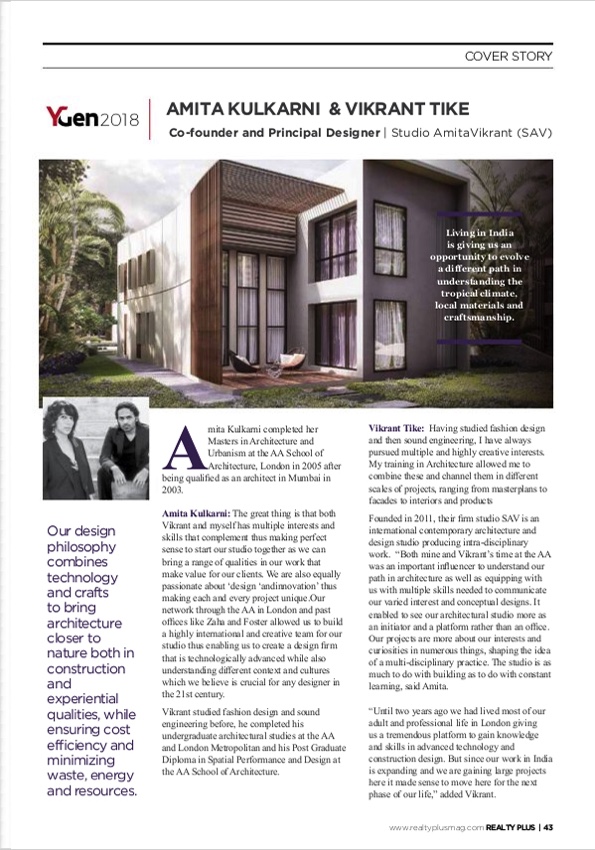 COVER STORY
YGen2018
AMITA KULKARNI & VIKRANT TIKE
Co-founder and Principal Designer | Studio AmitaVikrant (SAV)
Living in India
is giving us an
opportunity to evolve
a different path in
understanding the
tropical climate,
local materials and
craftsmanship.
Our design
philosophy
combines
technology
and crafts
to bring
architecture
closer to
nature both in
construction
and
experiential
qualities, while
ensuring cost
efficiency and
minimizing
waste, energy
and resources.
Amita Kulkarni completed her
Masters in Architecture and
Urbanism at the AA School of
Architecture, London in 2005 after
being qualified as an architect in Mumbai in
2003.
Amita Kulkarni: The great thing is that both
Vikrant and myself has multiple interests and
skills that complement thus making perfect
sense to start our studio together as we can
bring a range of qualities in our work that
make value for our clients. We are also equally
passionate about ‘design ‘andinnovation’ thus
making each and every project unique.Our
network through the AA in London and past
offices like Zaha and Foster allowed us to build
a highly international and creative team for our
studio thus enabling us to create a design firm
that is technologically advanced while also
understanding different context and cultures
which we believe is crucial for any designer in
the 21st century.
Vikrant studied fashion design and sound
engineering before, he completed his
undergraduate architectural studies at the AA
and London Metropolitan and his Post Graduate
Diploma in Spatial Performance and Design at
the AA School of Architecture.
Vikrant Tike: Having studied fashion design
and then sound engineering, I have always
pursued multiple and highly creative interests.
My training in Architecture allowed me to
combine these and channel them in different
scales of projects, ranging from masterplans to
facades to interiors and products
Founded in 2011, their firm studio SAV is an
international contemporary architecture and
design studio producing intra-disciplinary
work. “Both mine and Vikrant’s time at the AA
was an important influencer to understand our
path in architecture as well as equipping with
us with multiple skills needed to communicate
our varied interest and conceptual designs. It
enabled to see our architectural studio more as
an initiator and a platform rather than an office.
Our projects are more about our interests and
curiosities in numerous things, shaping the idea
of a multi-disciplinary practice. The studio is as
much to do with building as to do with constant
learning, said Amita.
“Until two years ago we had lived most of our
adult and professional life in London giving
us a tremendous platform to gain knowledge
and skills in advanced technology and
construction design. But since our work in India
is expanding and we are gaining large projects
here it made sense to move here for the next
phase of our life,” added Vikrant.
www.realtyplusmag.com REALTY PLUS | 43